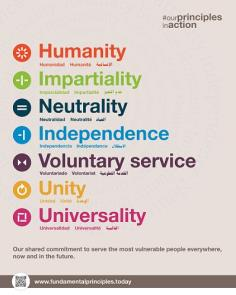 #ourprinciples
inaction
Humanity
Humanidad Humanité الإنسانية
Impartiality
Imparcialidad Impartialité عدم التحيز
Neutrality
Neutralidad Neutralité الحياد
Independence
Independencia Indépendance الاستقلال
Voluntary service
Voluntariado Volontariat الخدمة التطوعية
Unity
Unidad Unité الوحدة
Universality
Universalidad Universalité العالمية
Our shared commitment to serve the most vulnerable people everywhere,
now and in the future.
www.fundamentalprinciples.today